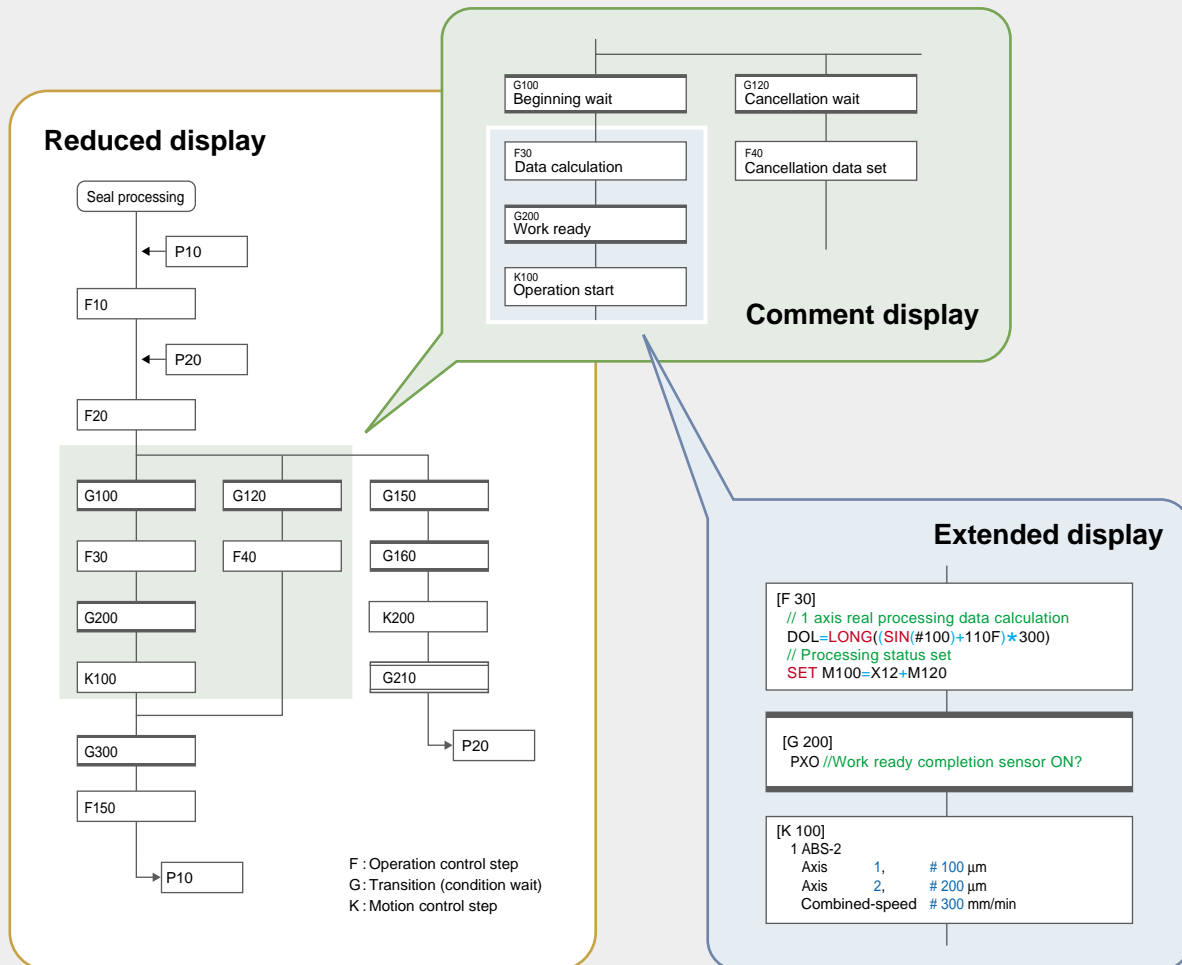 Reduced display
Seal processing
P10
F10
P20
F20
G100
F30
G200
K100
G120
F40
G150
G160
K200
G210
P20
G300
F150
P10
F : Operation control step
G : Transition (condition wait)
K : Motion control step
G100
Beginning wait
F30
Data calculation
G200
Work ready
K100
Operation start
G120
Cancellation wait
F40
Cancellation data set
Comment display
Extended display
[F 30]
// 1 axis real processing data calculation
DOL=LONG((SIN(#100)+110F)*300)
// Processing status set
SET M100=X12+M120
[G 200]
PXO //Work ready completion sensor ON?
[K 100]
1 ABS-2
Axis 1, # 100 µm
Axis 2, # 200 µm
Combined-speed # 300 mm/min